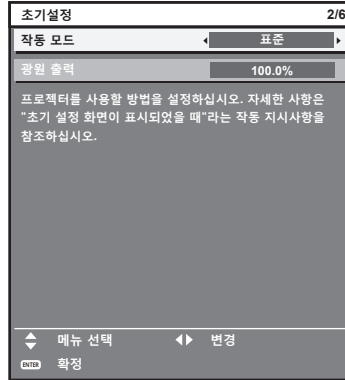 초기설정 2/6
작동 모드 표준
광원 출력 100.0%
프로젝터를 사용할 방법을 설정하십시오. 자세한 사항은
"초기 설정 화면이 표시되었을 때"라는 작동 지시사항을
참조하십시오.
메뉴 선택 변경
ENTER 확정